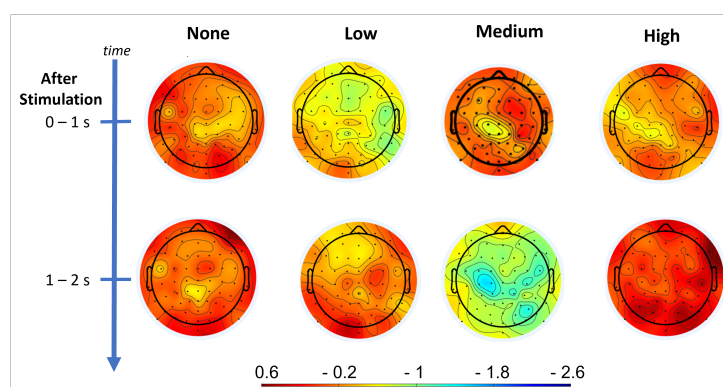 None Low Medium High
time
After
Stimulation
0 – 1 s
1 – 2 s
0.6 - 0.2 - 1 - 1.8 - 2.6